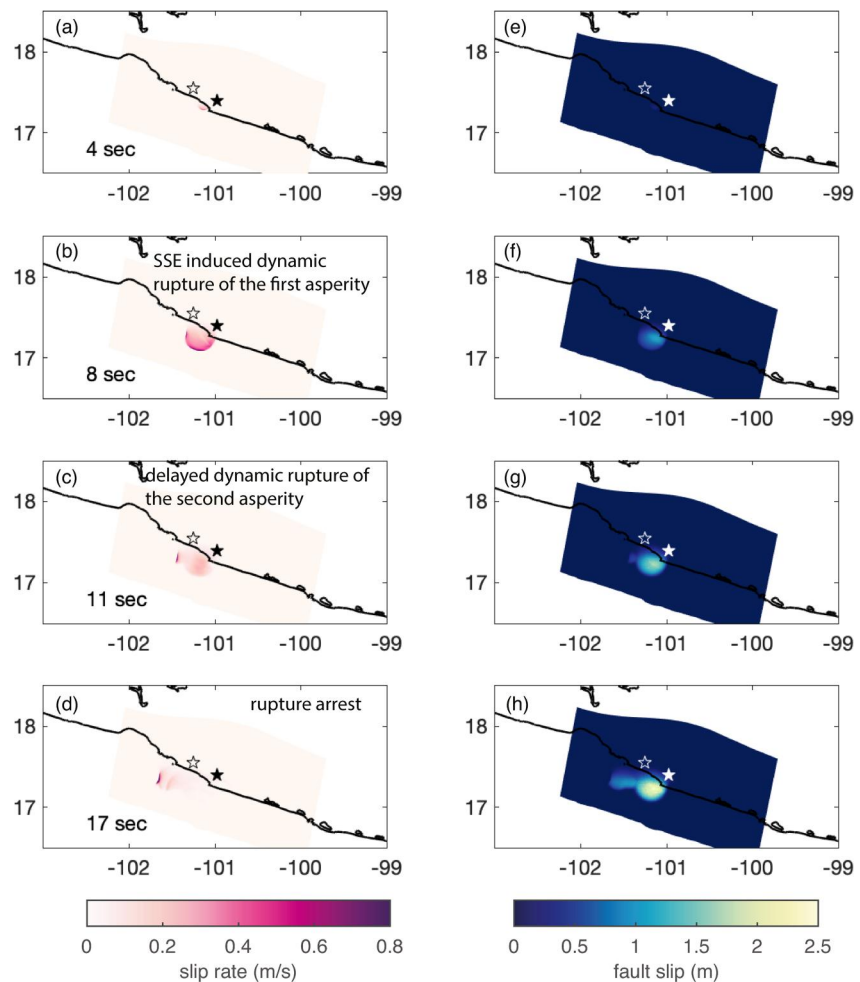 (a)
18
17
4 sec
-102 -101 -100 -99
(e)
18
17
-102 -101 -100 -99
(b)
SSE induced dynamic
rupture of the first asperity
18
17
8 sec
-102 -101 -100 -99
(f)
18
17
-102 -101 -100 -99
(c)
delayed dynamic rupture of
the second asperity
18
17
11 sec
-102 -101 -100 -99
(g)
18
17
-102 -101 -100 -99
(d)
rupture arrest
18
17
17 sec
-102 -101 -100 -99
(h)
18
17
-102 -101 -100 -99
0 0.2 0.4 0.6 0.8
slip rate (m/s)
0 0.5 1 1.5 2 2.5
fault slip (m)